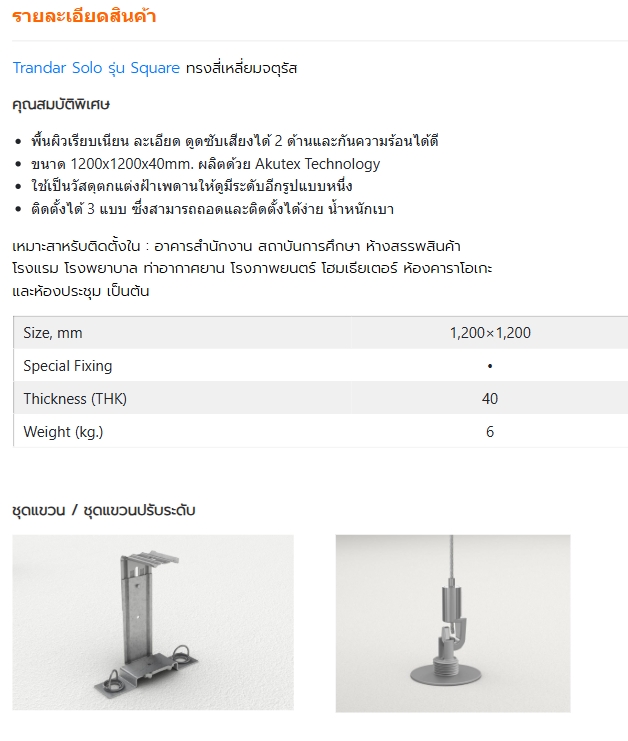 รายละเอียดสินค้า
Trandar Solo รุ่น Square ทรงสี่เหลี่ยมจตุรัส
คุณสมบัติพิเศษ
• พื้นผิวเรียบเนียน ละเอียด ดูดซับเสียงได้ 2 ด้านและกันความร้อนได้ดี
• ขนาด 1200x1200x40mm. ผลิตด้วย Akutex Technology
• ใช้เป็นวัสดุตกแต่งฝ้าเพดานให้ดูมีระดับอีกรูปแบบหนึ่ง
• ติดตั้งได้ 3 แบบ ซึ่งสามารถถอดและติดตั้งได้ง่าย น้ำหนักเบา
เหมาะสาหรับติดตั้งใน : อาคารสำนักงาน สถาบันการศึกษา ห้างสรรพสินค้า
โรงแรม โรงพยาบาล ท่าอากาศยาน โรงภาพยนตร์ โฮมเธียเตอร์ ห้องคาราโอเกะ
และห้องประชุม เป็นต้น
Size, mm 1,200×1,200
Special Fixing •
Thickness (THK) 40
Weight (kg.) 6
ชุดแขวน / ชุดแขวนปรับระดับ